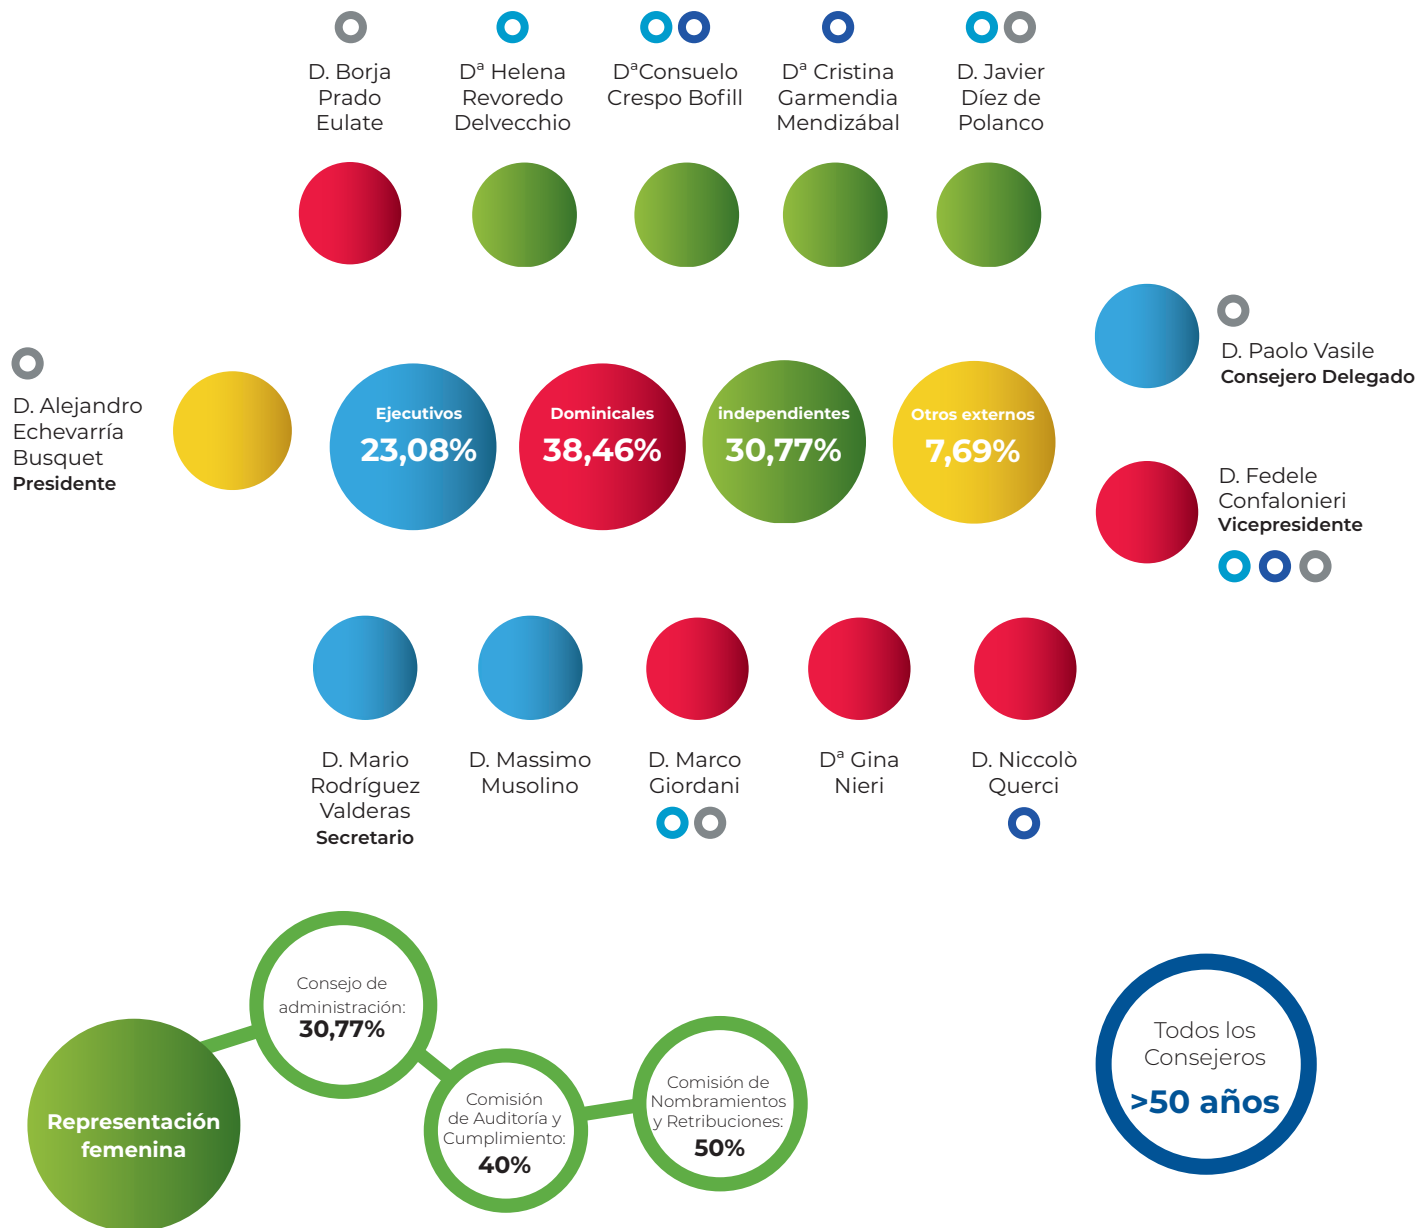 D. Borja
Prado
Eulate
Dª Helena
Revoredo
Delvecchio
DªConsuelo
Crespo Bofill
Dª Cristina
Garmendia
Mendizábal
D. Javier
Díez de
Polanco
D. Paolo Vasile
Consejero Delegado
D. Alejandro
Echevarría
Busquet
Presidente
Ejecutivos
23,08%
Dominicales
38,46%
independientes
30,77%
Otros externos
7,69%
D. Fedele
Confalonieri
Vicepresidente
D. Mario
Rodríguez
Valderas
Secretario
D. Massimo
Musolino
D. Marco
Giordani
Dª Gina
Nieri
D. Niccolò
Querci
Representación
femenina
Consejo de
administración:
30,77%
Comisión
de Auditoría y
Cumplimiento:
40%
Comisión de
Nombramientos
y Retribuciones:
50%
Todos los
Consejeros
>50 años